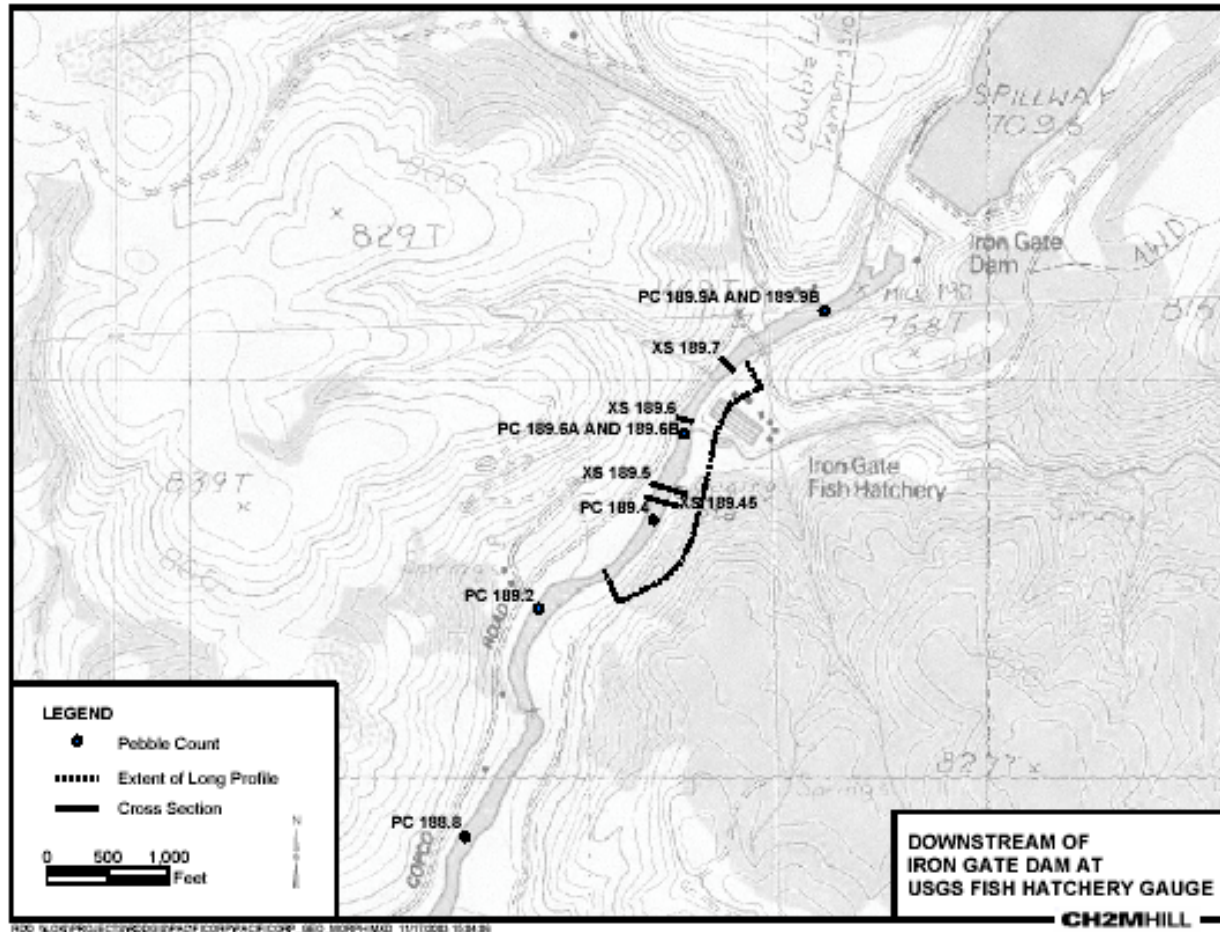 SPILLWAY
829 T
Iron Gate
Dam
PC 189.9A AND 189.9B
768 T
XS 189.7
XS 189.6
PC 189.6A AND 189.6B
XS 189.5
Iron Gate
Fish Hatchery
839T
PC 189.4
XS 189.45
PC 189.2
ROAD
PC 188.8
COPCO
LEGEND
Pebble Count
Extent of Long Profile
Cross Section
N
0 500 1,000
Feet
DOWNSTREAM OF
IRON GATE DAM AT
USGS FISH HATCHERY GAUGE
CH2MHILL